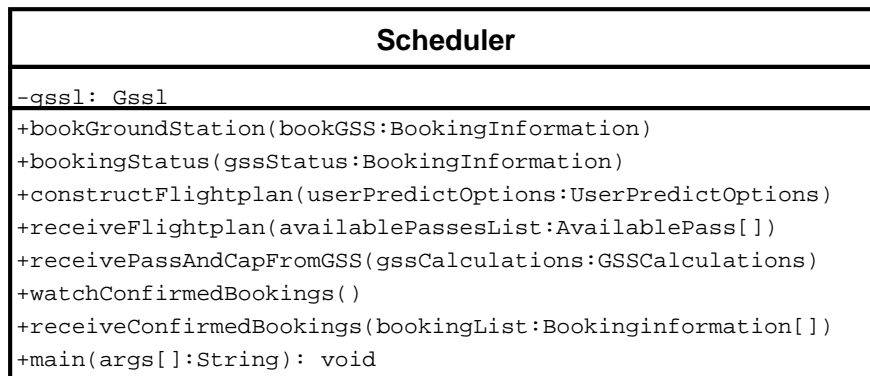 Scheduler
-gssl: Gssl
+bookGroundStation(bookGSS:BookingInformation)
+bookingStatus(gssStatus:BookingInformation)
+constructFlightplan(userPredictOptions:UserPredictOptions)
+receiveFlightplan(availablePassesList:AvailablePass[])
+receivePassAndCapFromGSS(gssCalculations:GSSCalculations)
+watchConfirmedBookings()
+receiveConfirmedBookings(bookingList:Bookinginformation[])
+main(args[]:String): void